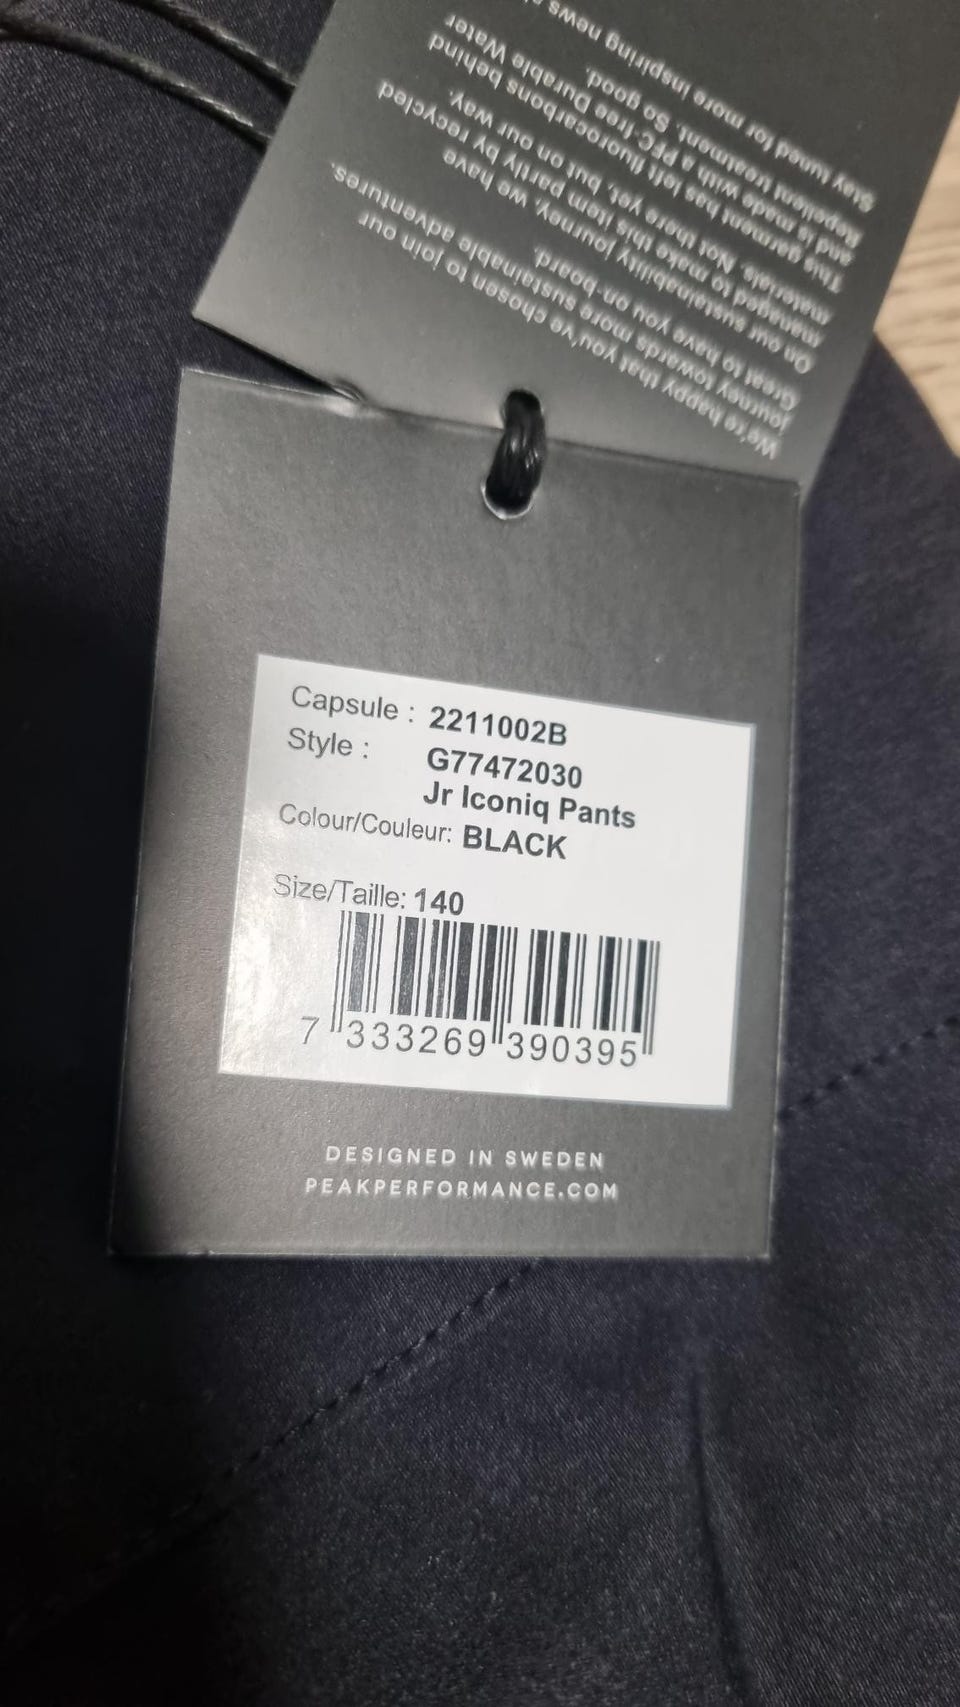 We're happy that you've chosen to join our
journey towards more sustainable adventures.
Great to have you on board.
On our sustainability journey, we have
managed to make this item partly by recycled
materials. Not there yet, but on our way.
This garment has left fluorocarbons behind
and is made with a PFC-free Durable Water
Repellent treatment. So good.
Stay tuned for more inspiring news
Capsule : 2211002B
Style : G77472030
Jr Iconiq Pants
Colour/Couleur: BLACK
Size/Taille: 140
7 333269 390395
DESIGNED IN SWEDEN
PEAKPERFORMANCE.COM